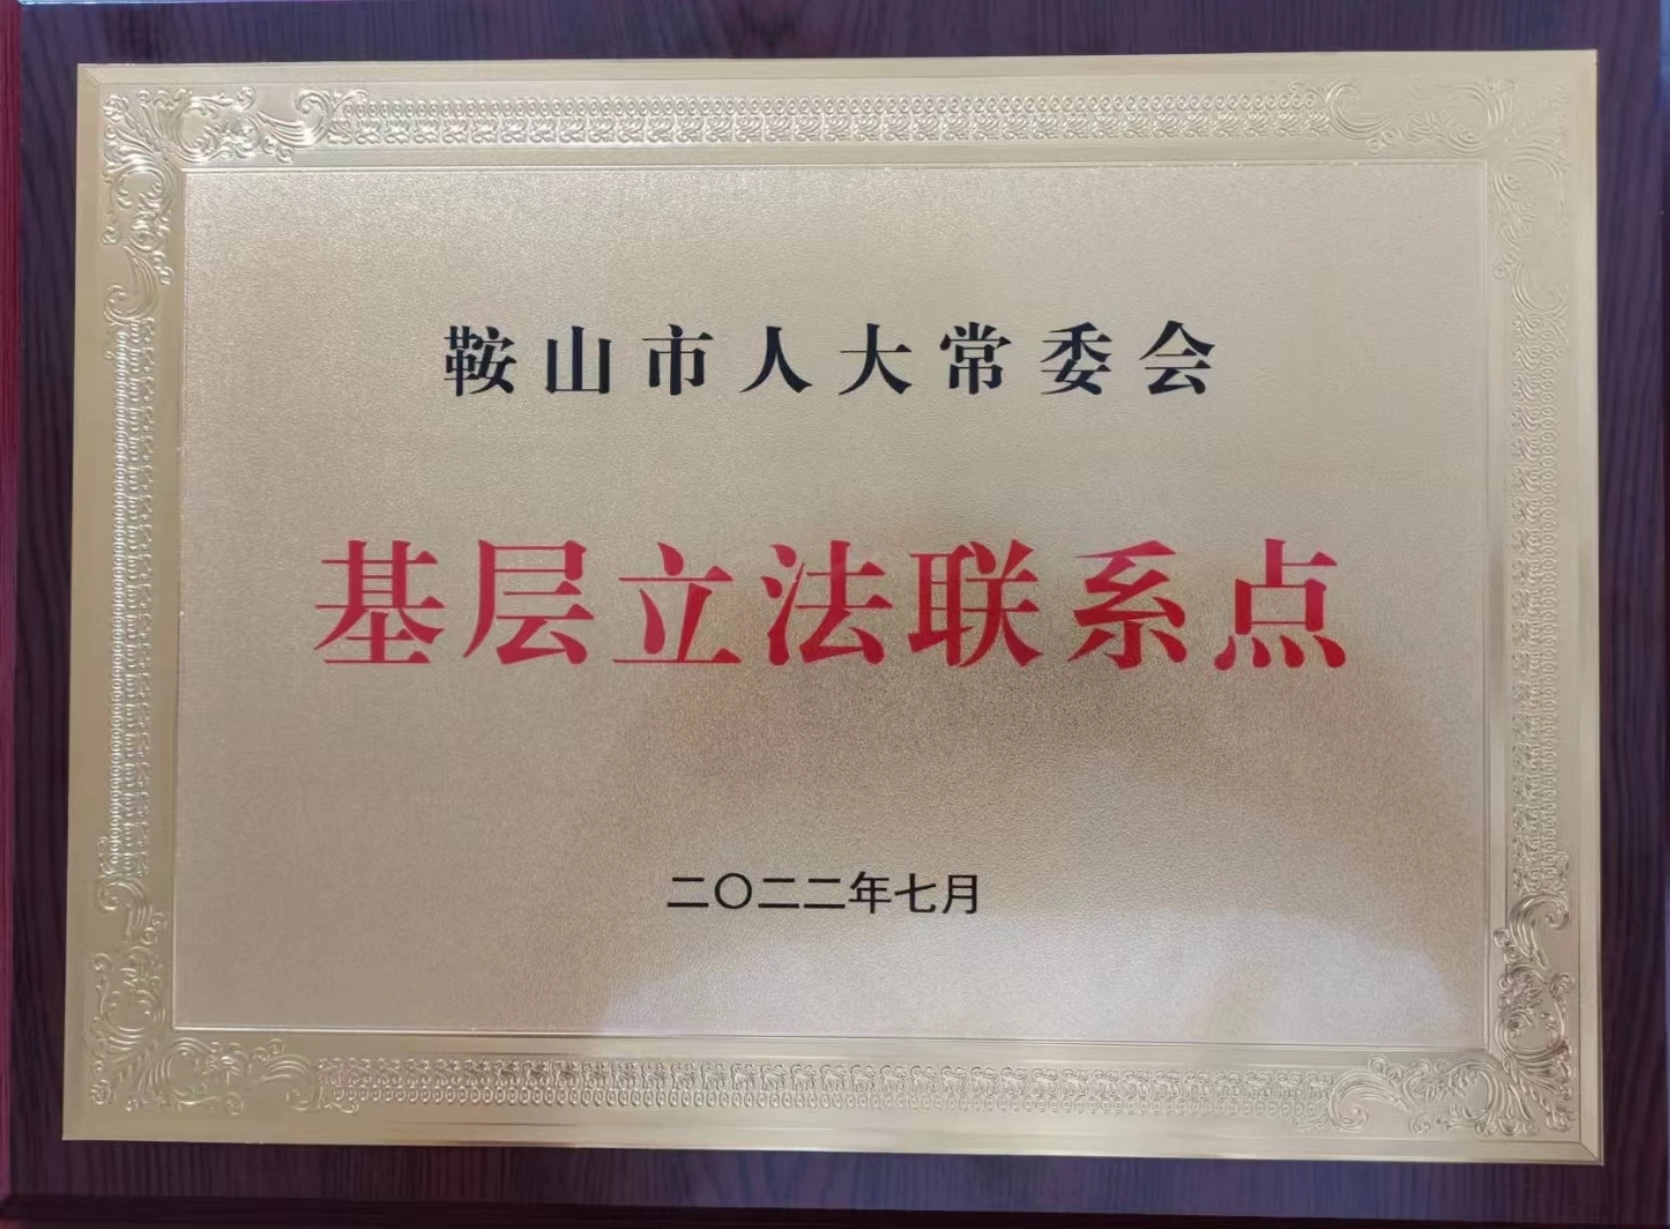 鞍山市人大常委会
基层立法联系点
二〇二二年七月